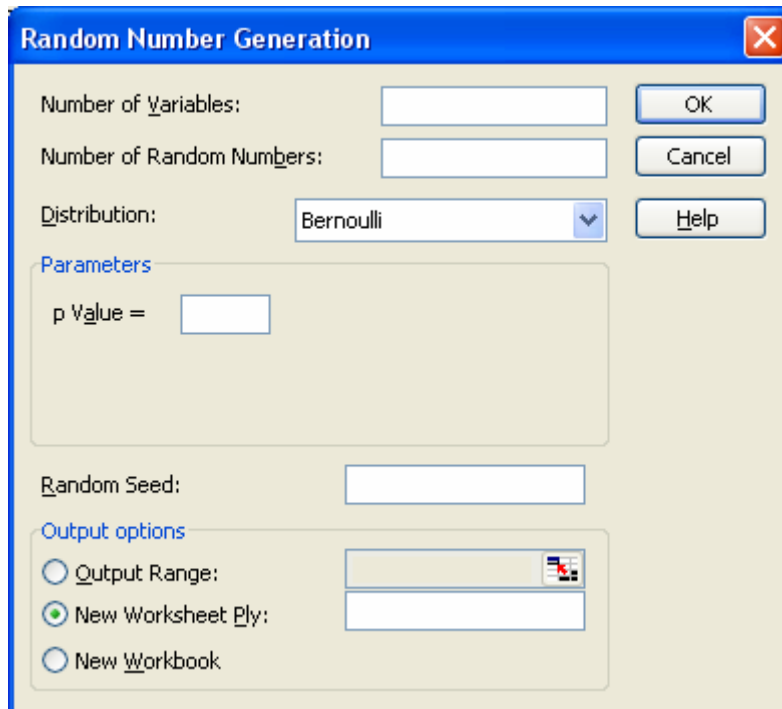 Random Number Generation
Number of Variables:
OK
Number of Random Numbers:
Cancel
Distribution:
Bernoulli
Help
Parameters
p Value =
Random Seed:
Output options
Output Range:
New Worksheet Ply:
New Workbook